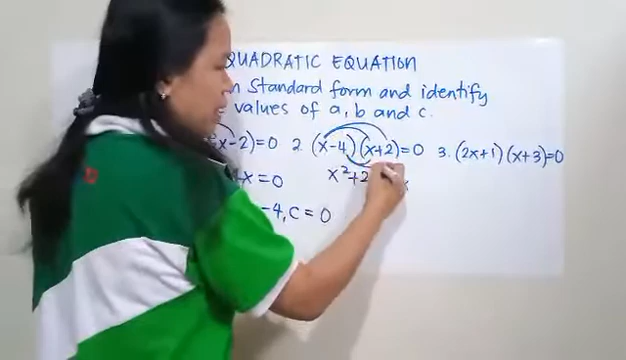 QUADRATIC EQUATION
Standard form and identify
values of a, b and c.
x-2)=0 2. (x-4)(x+2)=0 3. (2x+1)(x+3)=0
x=0 x²+2
-4, c=0